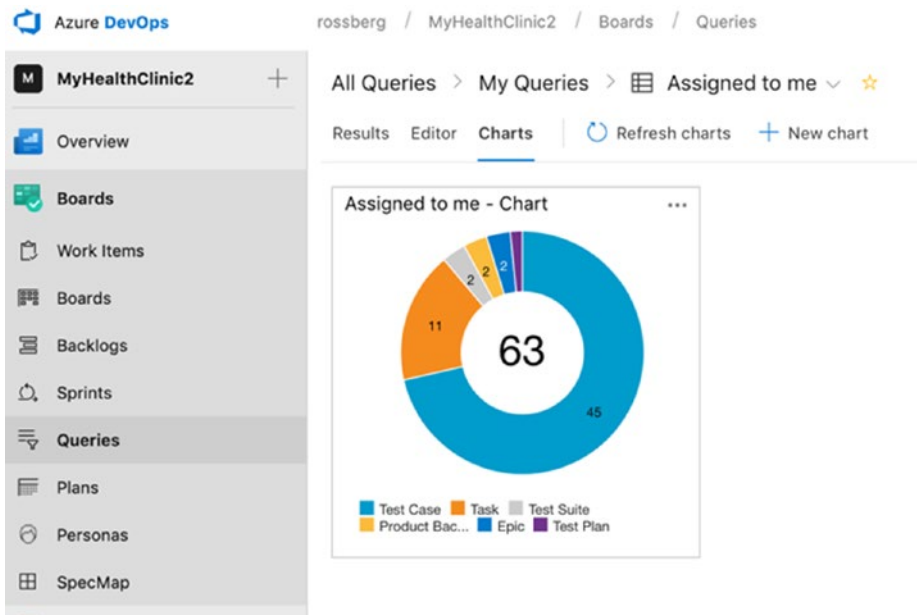 Azure DevOps
rossberg / MyHealthClinic2 / Boards / Queries
M MyHealthClinic2 +
All Queries > My Queries > Assigned to me
Overview
Results Editor Charts Refresh charts + New chart
Boards
Assigned to me - Chart ...
Work Items
Boards
Backlogs
Sprints
Queries
Plans
Personas
SpecMap
2 2 2
11
63
45
Test Case Task Test Suite
Product Bac... Epic Test Plan